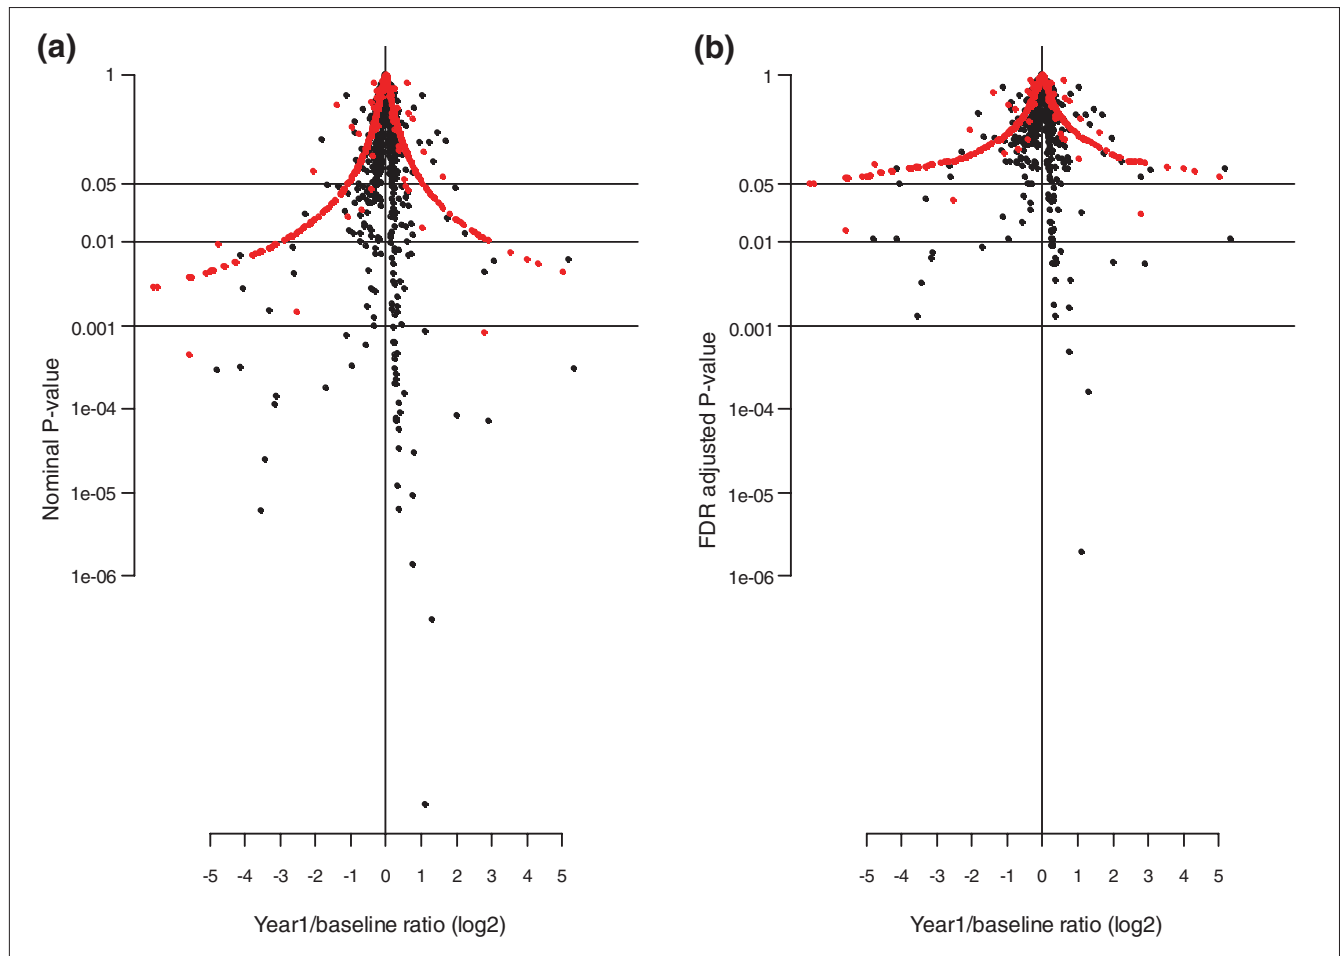 (a)
1
0.05
0.01
0.001
1e-04
1e-05
1e-06
Nominal P-value
-5 -4 -3 -2 -1 0 1 2 3 4 5
Year1/baseline ratio (log2)
(b)
1
0.05
0.01
0.001
1e-04
1e-05
1e-06
FDR adjusted P-value
-5 -4 -3 -2 -1 0 1 2 3 4 5
Year1/baseline ratio (log2)